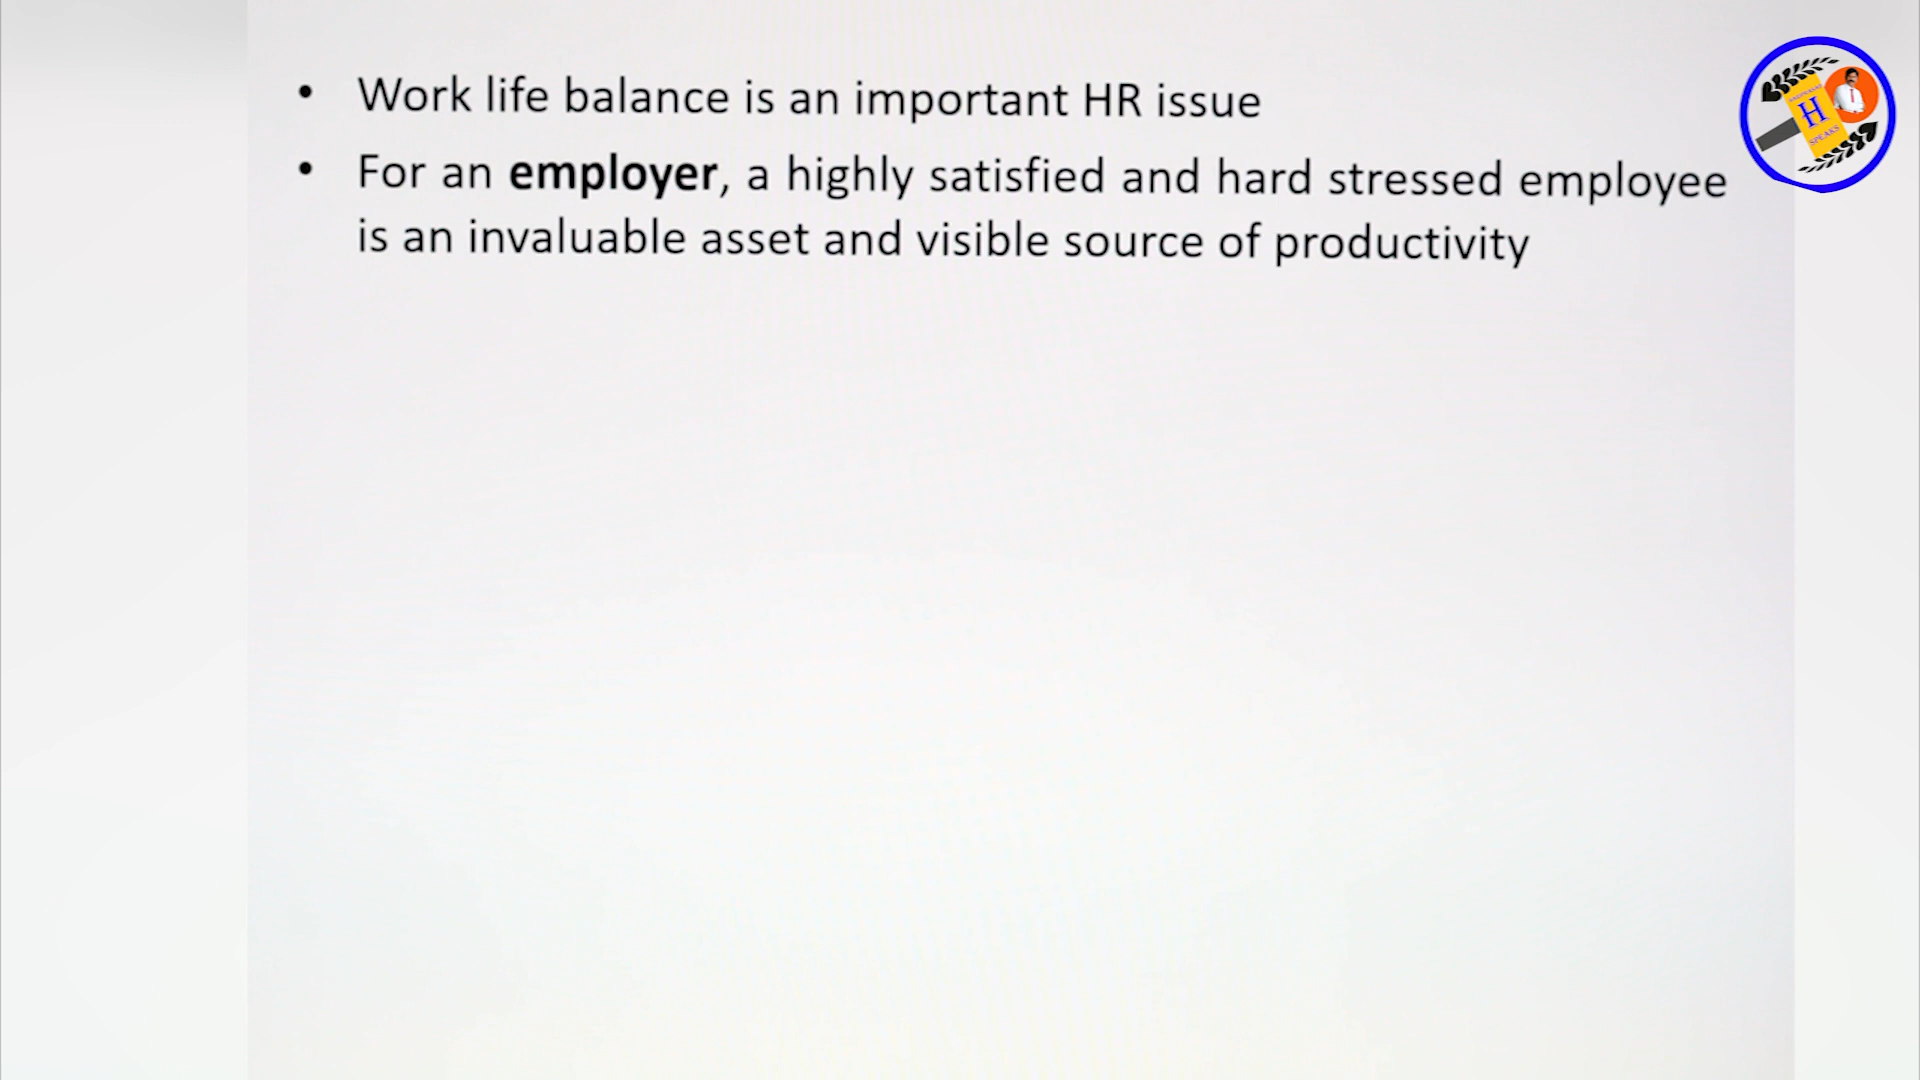 • Work life balance is an important HR issue
• For an employer, a highly satisfied and hard stressed employee
is an invaluable asset and visible source of productivity
H
SPEAKS